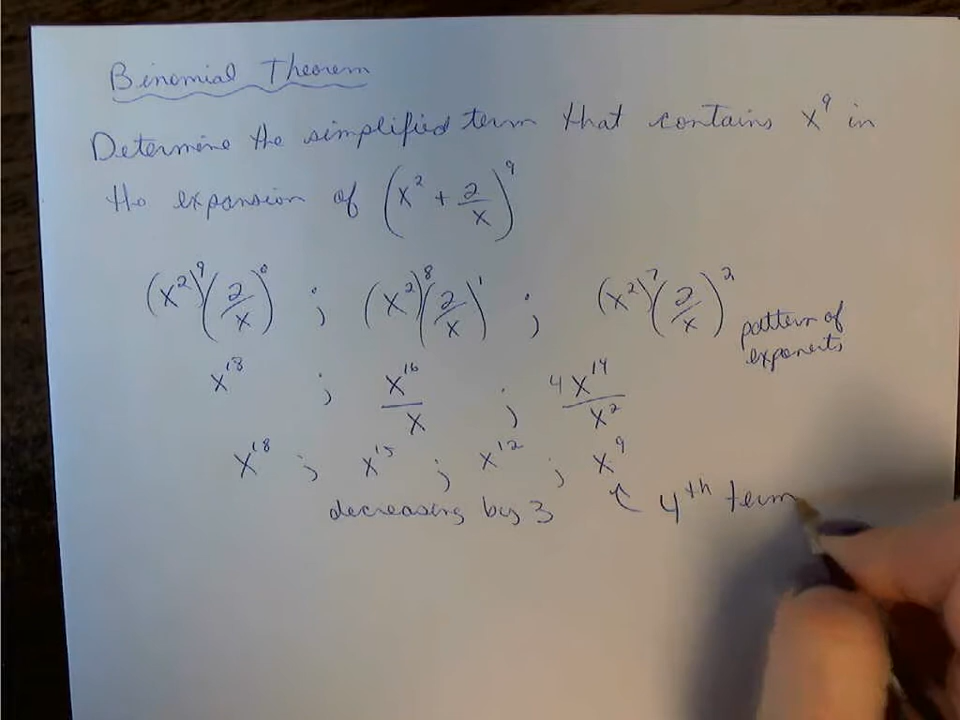 Binomial Theorem
Determine the simplified term that contains x⁹ in
the expansion of (x² + 2/x)⁹
(x²)⁹(2/x)⁰ ; (x²)⁸(2/x)¹ ; (x²)⁷(2/x)²
pattern of
exponents
x¹⁸ ; x¹⁶/x ; 4x¹⁴/x²
x¹⁸ ; x¹⁵ ; x¹² ; x⁹
decreasing by 3 ↑ 4th term